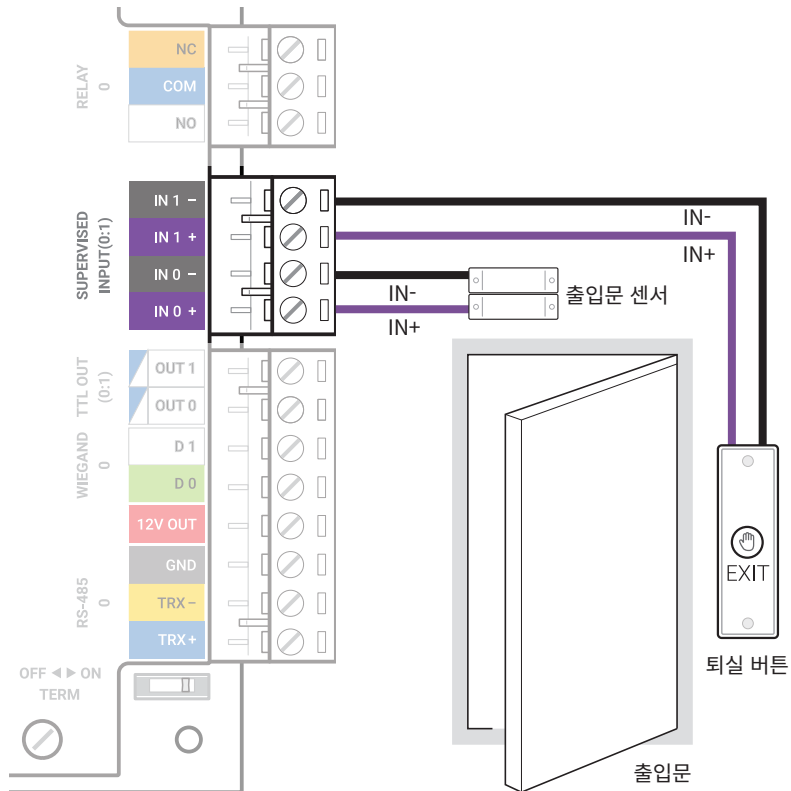 RELAY
0
NC
COM
NO
SUPERVISED
INPUT(0:1)
IN 1 −
IN 1 +
IN 0 −
IN 0 +
IN-
IN+
IN-
IN+
출입문 센서
TTL OUT
(0:1)
OUT 1
OUT 0
WIEGAND
0
D 1
D 0
12V OUT
RS-485
0
GND
TRX −
TRX +
OFF ◀ ▶ ON
TERM
EXIT
퇴실 버튼
출입문